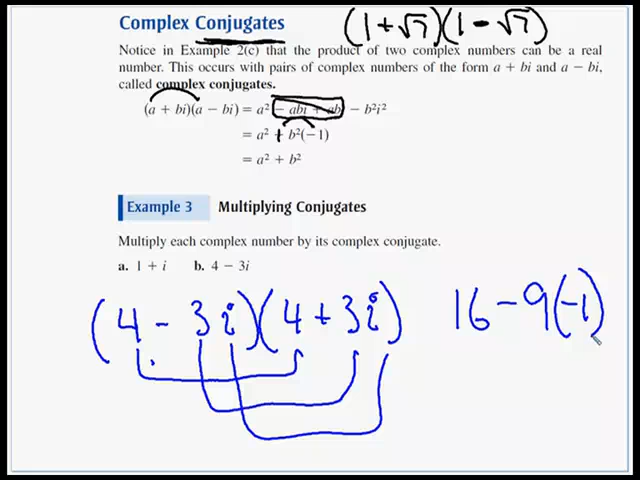 Complex Conjugates (1 + √7)(1 - √7)
Notice in Example 2(c) that the product of two complex numbers can be a real
number. This occurs with pairs of complex numbers of the form a + bi and a − bi,
called complex conjugates.
(a + bi)(a − bi) = a² − abi + abi − b²i²
= a² + b²(−1)
= a² + b²
Example 3 Multiplying Conjugates
Multiply each complex number by its complex conjugate.
a. 1 + i b. 4 − 3i
(4 - 3i)(4 + 3i) 16 - 9(-1)